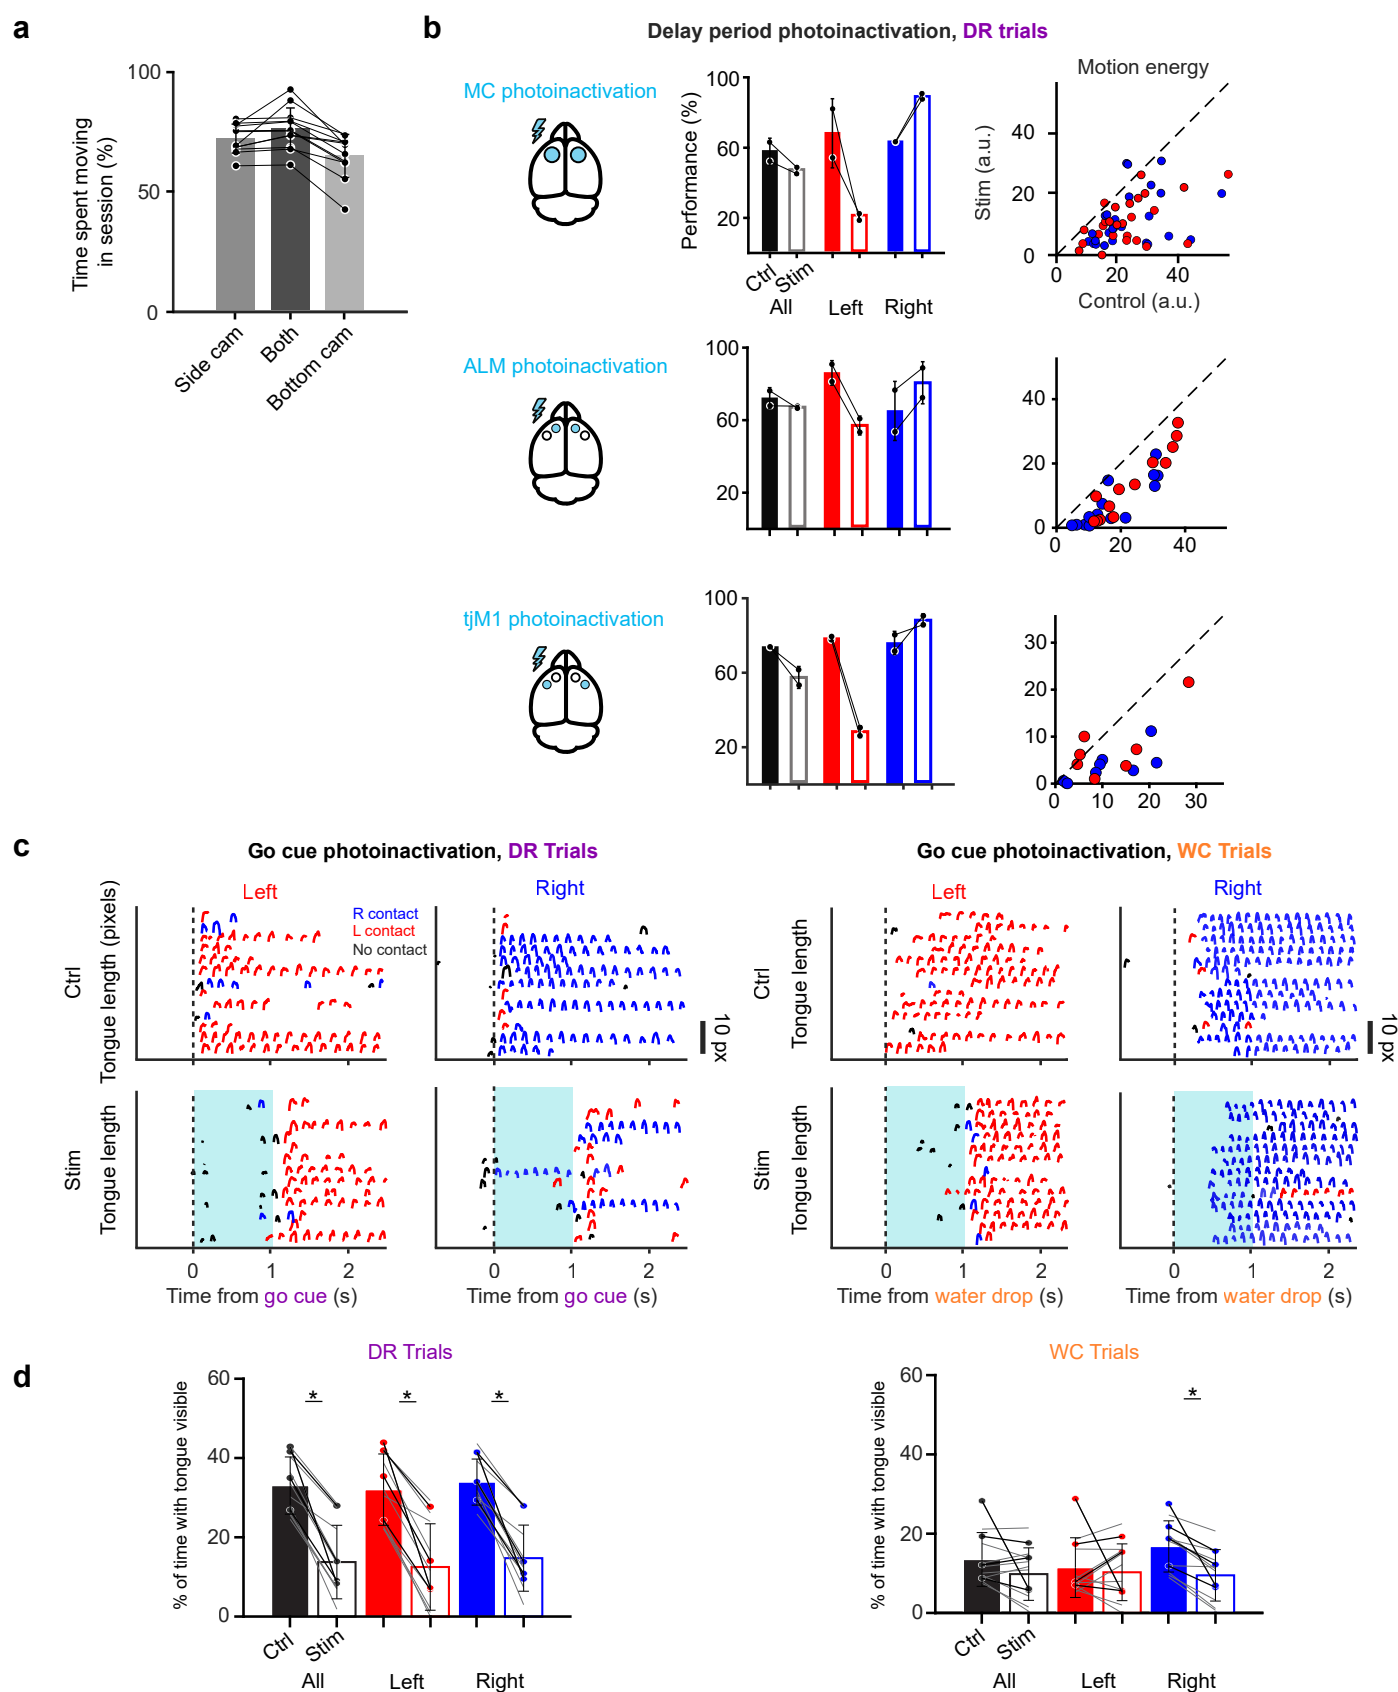 a
100
50
0
Time spent moving
in session (%)
Side cam
Both
Bottom cam
b
Delay period photoinactivation, DR trials
MC photoinactivation
100
60
20
Performance (%)
Ctrl
Stim
All
Left
Right
Motion energy
Stim (a.u.)
40
20
0
0
20
40
Control (a.u.)
ALM photoinactivation
100
60
20
40
20
0
0
20
40
tjM1 photoinactivation
100
60
20
30
20
10
0
0
10
20
30
c
Go cue photoinactivation, DR Trials
Left
Right
R contact
L contact
No contact
Ctrl
Tongue length (pixels)
10 px
Stim
Tongue length
0
1
2
Time from go cue (s)
0
1
2
Time from go cue (s)
Go cue photoinactivation, WC Trials
Left
Right
Ctrl
Tongue length
10 px
Stim
Tongue length
0
1
2
Time from water drop (s)
0
1
2
Time from water drop (s)
d
DR Trials
% of time with tongue visible
60
40
20
0
*
*
*
Ctrl
Stim
All
Left
Right
WC Trials
% of time with tongue visible
60
40
20
0
*
Ctrl
Stim
All
Left
Right